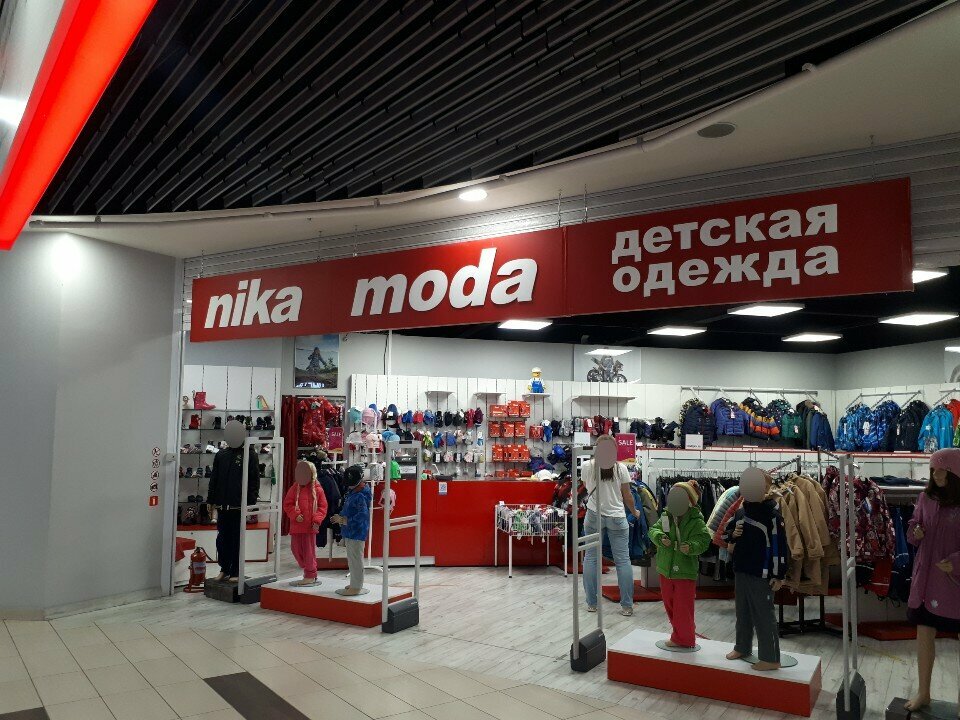 nika moda
детская
одежда
SALE